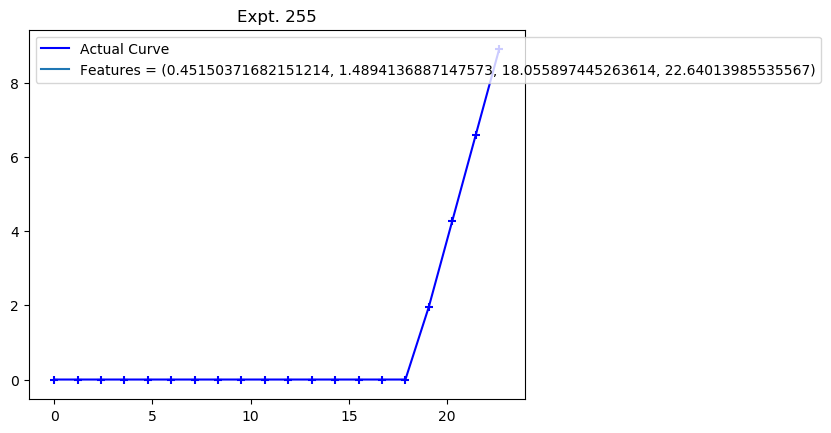 Expt. 255
Actual Curve
Features = (0.45150371682151214, 1.4894136887147573, 18.055897445263614, 22.64013985535567)
8
6
4
2
0
0 5 10 15 20